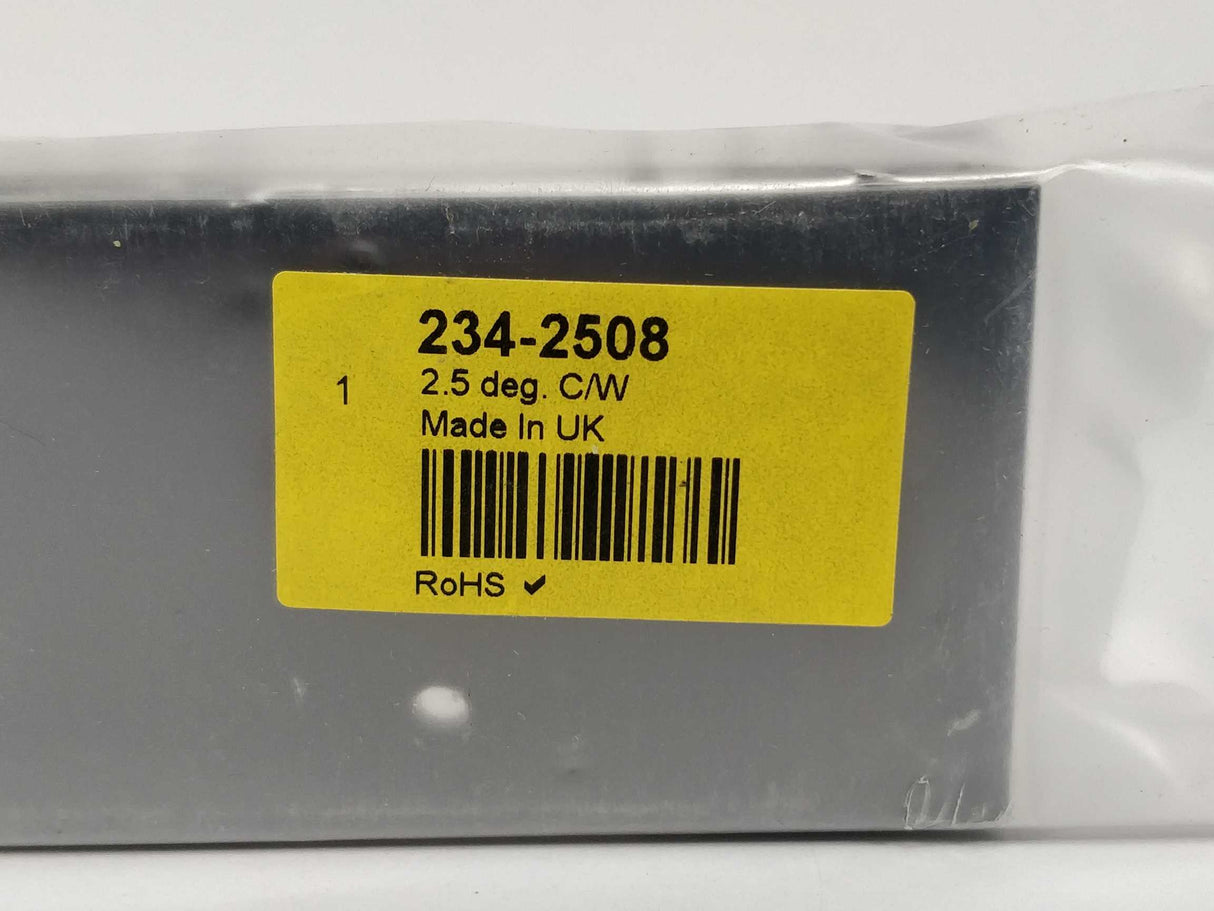 234-2508
1 2.5 deg. C/W
Made In UK
RoHS ✔